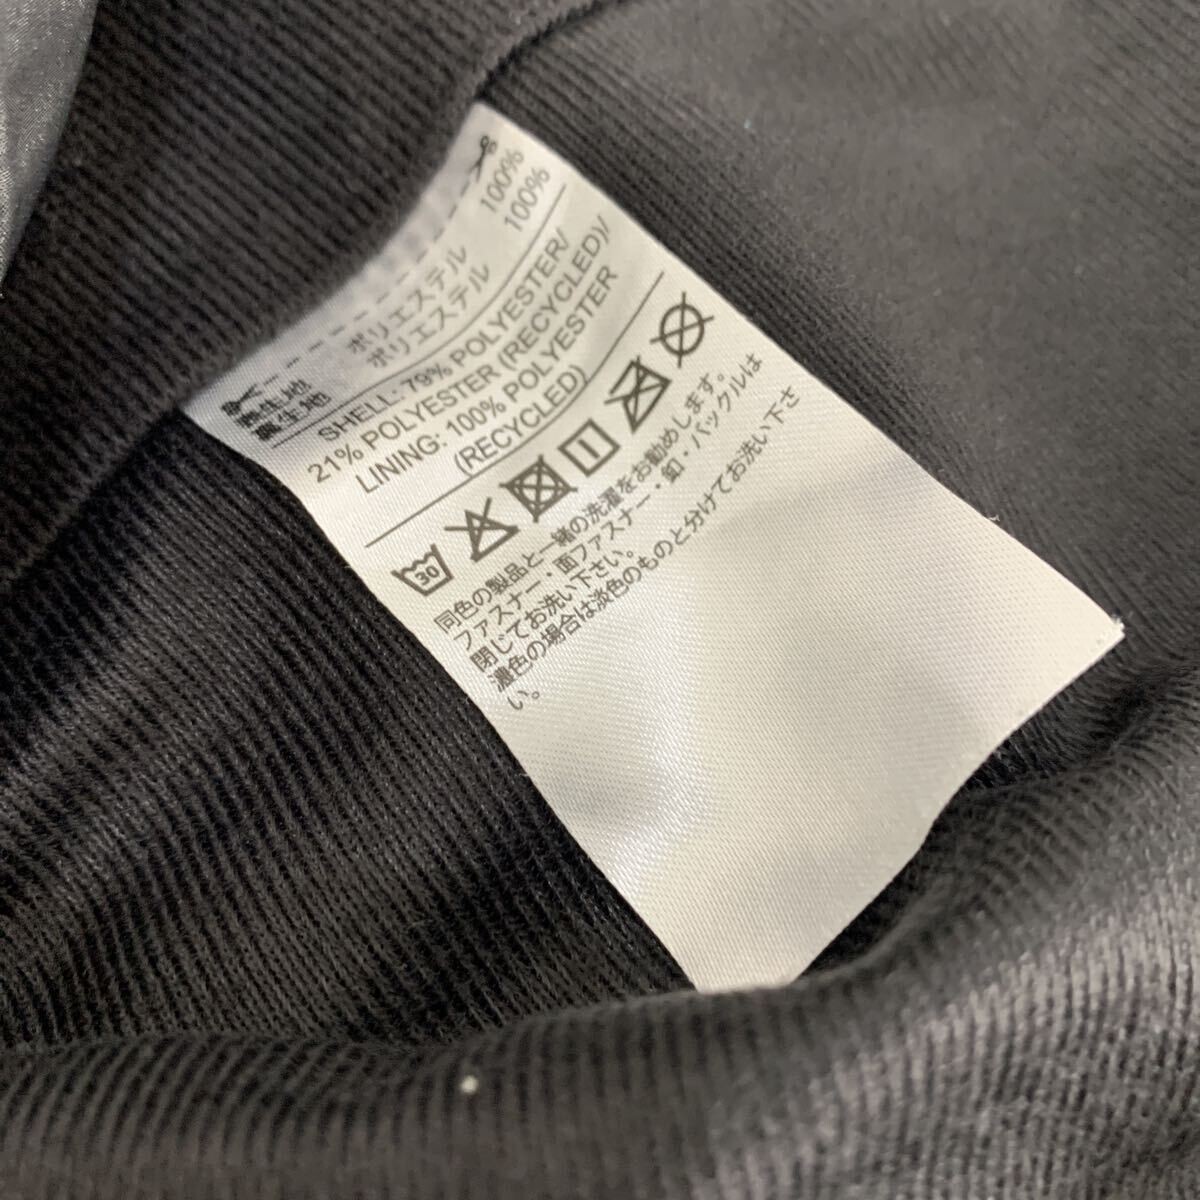 表生地 ポリエステル 100%
裏生地 ポリエステル 100%
SHELL: 79% POLYESTER/
21% POLYESTER (RECYCLED)/
LINING: 100% POLYESTER
(RECYCLED)
30
同色の製品と一緒の洗濯をお勧めします。
ファスナー・面ファスナー・釦・バックルは
閉じてお洗い下さい。
濃色の場合は淡色のものと分けてお洗い下さ
い。